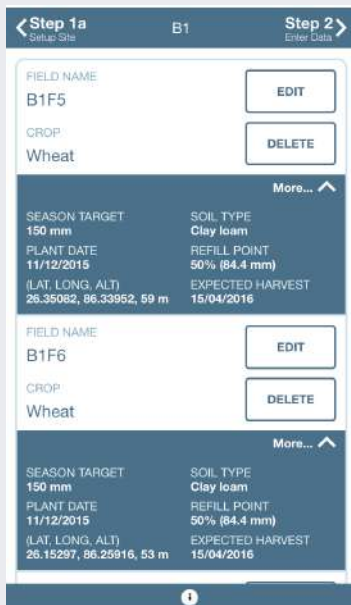 Step 1a
Setup Site
B1
Step 2
Enter Data
FIELD NAME
B1F5
EDIT
CROP
Wheat
DELETE
More...
SEASON TARGET
150 mm
SOIL TYPE
Clay loam
PLANT DATE
11/12/2015
REFILL POINT
50% (84.4 mm)
(LAT, LONG, ALT)
26.35082, 86.33952, 59 m
EXPECTED HARVEST
15/04/2016
FIELD NAME
B1F6
EDIT
CROP
Wheat
DELETE
More...
SEASON TARGET
150 mm
SOIL TYPE
Clay loam
PLANT DATE
11/12/2015
REFILL POINT
50% (84.4 mm)
(LAT, LONG, ALT)
26.15297, 86.25916, 53 m
EXPECTED HARVEST
15/04/2016